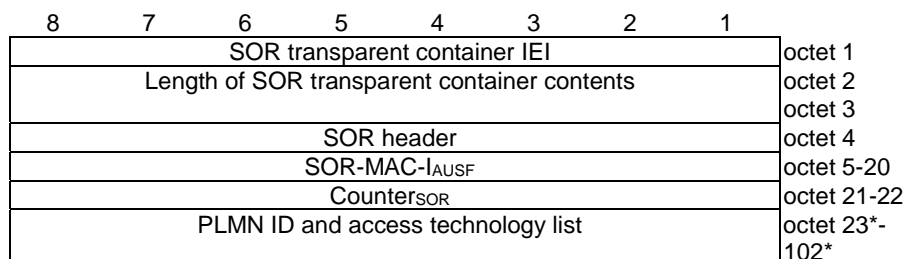 8 7 6 5 4 3 2 1
SOR transparent container IEI octet 1
Length of SOR transparent container contents octet 2
octet 3
SOR header octet 4
SOR-MAC-IAUSF octet 5-20
CounterSOR octet 21-22
PLMN ID and access technology list octet 23*-
102*